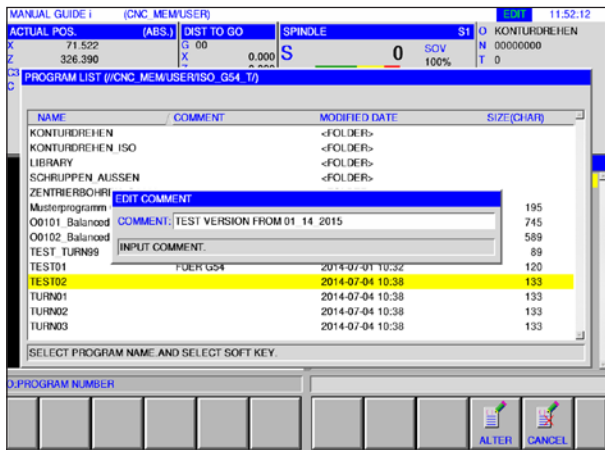 MANUAL GUIDE i (CNC_MEM/USER) EDIT 11.52.12
ACTUAL POS. (ABS.) DIST TO GO SPINDLE S1 O KONTURDREHEN
X 71.522 G 00 S 0 SOV 100% N 00000000
Z 326.390 X 0.000 T 0
C3
C
PROGRAM LIST (//CNC_MEM/USER/ISO_G54_T/)
NAME COMMENT MODIFIED DATE SIZE(CHAR)
KONTURDREHEN <FOLDER>
KONTURDREHEN_ISO <FOLDER>
LIBRARY <FOLDER>
SCHRUPPEN_AUSSEN <FOLDER>
EDIT COMMENT
Musterprogramm 195
O0101_Balanced COMMENT: TEST VERSION FROM 01_14_2015 745
O0102_Balanced 589
TEST_TURN99 INPUT COMMENT. 89
TEST01 FUER G54 2014-07-01 10:32 120
TEST02 2014-07-04 10:38 133
TURN01 2014-07-04 10:38 133
TURN02 2014-07-04 10:38 133
TURN03 2014-07-04 10:38 133
SELECT PROGRAM NAME.AND SELECT SOFT KEY.
O:PROGRAM NUMBER
ALTER CANCEL